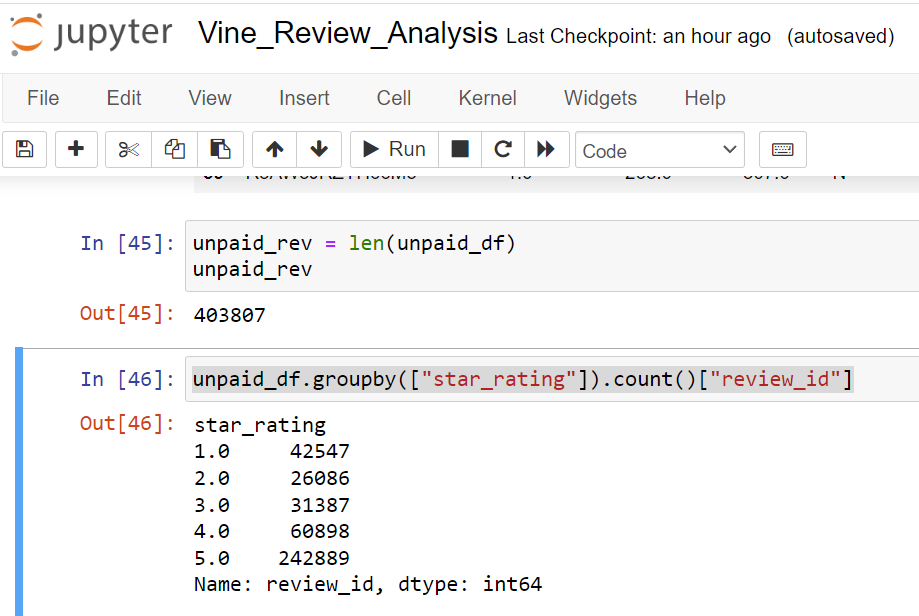 jupyter Vine_Review_Analysis Last Checkpoint: an hour ago (autosaved)
File Edit View Insert Cell Kernel Widgets Help
Run Code
In [45]: unpaid_rev = len(unpaid_df)
unpaid_rev
Out[45]: 403807
In [46]: unpaid_df.groupby(["star_rating"]).count()["review_id"]
Out[46]: star_rating
1.0 42547
2.0 26086
3.0 31387
4.0 60898
5.0 242889
Name: review_id, dtype: int64